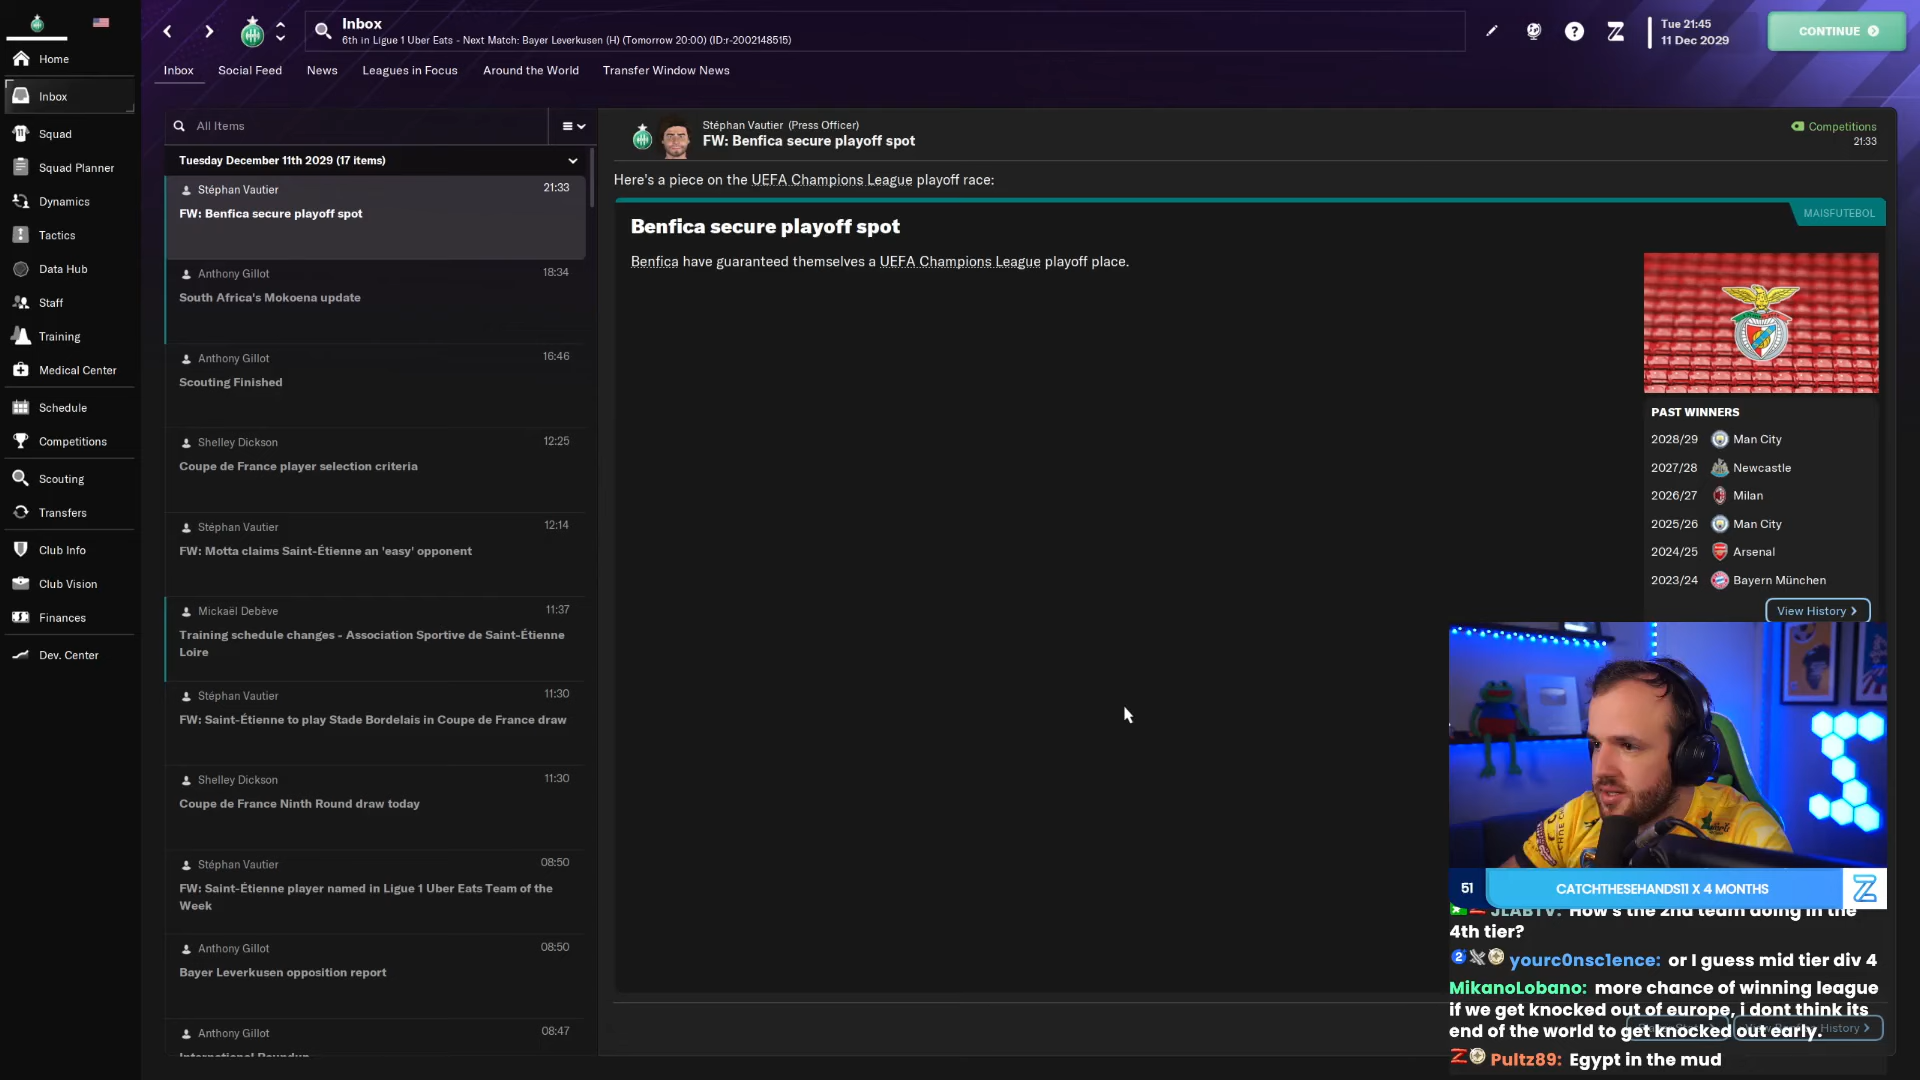 Inbox
6th in Ligue 1 Uber Eats - Next Match: Bayer Leverkusen (H) (Tomorrow 20:00) (ID:r-2002148515)
Tue 21:45
11 Dec 2029
CONTINUE
Inbox
Social Feed
News
Leagues in Focus
Around the World
Transfer Window News
Home
Inbox
Squad
Squad Planner
Dynamics
Tactics
Data Hub
Staff
Training
Medical Center
Schedule
Competitions
Scouting
Transfers
Club Info
Club Vision
Finances
Dev. Center
All Items
Tuesday December 11th 2029 (17 items)
Stéphan Vautier 21:33
FW: Benfica secure playoff spot
Anthony Gillot 18:34
South Africa's Mokoena update
Anthony Gillot 16:46
Scouting Finished
Shelley Dickson 12:25
Coupe de France player selection criteria
Stéphan Vautier 12:14
FW: Motta claims Saint-Étienne an 'easy' opponent
Mickaël Debève 11:37
Training schedule changes - Association Sportive de Saint-Étienne
Loire
Stéphan Vautier 11:30
FW: Saint-Étienne to play Stade Bordelais in Coupe de France draw
Shelley Dickson 11:30
Coupe de France Ninth Round draw today
Stéphan Vautier 08:50
FW: Saint-Étienne player named in Ligue 1 Uber Eats Team of the
Week
Anthony Gillot 08:50
Bayer Leverkusen opposition report
Anthony Gillot 08:47
International Roundup
Stéphan Vautier (Press Officer)
FW: Benfica secure playoff spot
Competitions
21:33
Here's a piece on the UEFA Champions League playoff race:
MAISFUTEBOL
Benfica secure playoff spot
Benfica have guaranteed themselves a UEFA Champions League playoff place.
PAST WINNERS
2028/29 Man City
2027/28 Newcastle
2026/27 Milan
2025/26 Man City
2024/25 Arsenal
2023/24 Bayern München
View History
51 CATCHTHESEHANDS11 X 4 MONTHS Z
JLABTV: How's the 2nd team doing in the
4th tier?
yourc0nsc1ence: or I guess mid tier div 4
MikanoLobano: more chance of winning league
if we get knocked out of europe, i dont think its
end of the world to get knocked out early.
History
Pultz89: Egypt in the mud